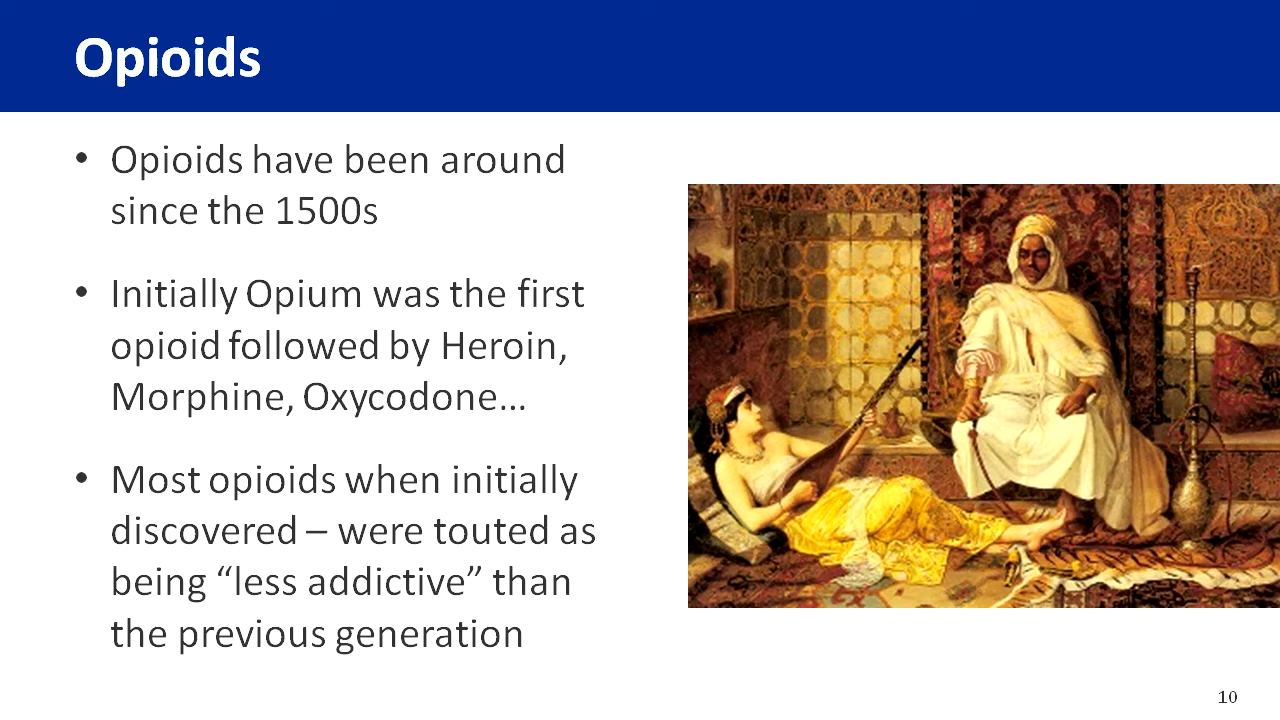 Opioids
• Opioids have been around
since the 1500s
• Initially Opium was the first
opioid followed by Heroin,
Morphine, Oxycodone…
• Most opioids when initially
discovered – were touted as
being “less addictive” than
the previous generation
10